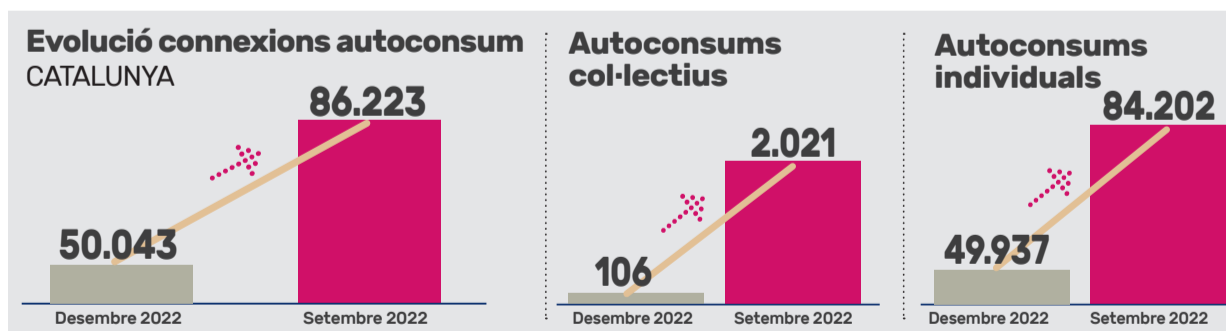 Evolució connexions autoconsum
CATALUNYA
86.223
50.043
Desembre 2022
Setembre 2022
Autoconsums
col·lectius
2.021
106
Desembre 2022
Setembre 2022
Autoconsums
individuals
84.202
49.937
Desembre 2022
Setembre 2022